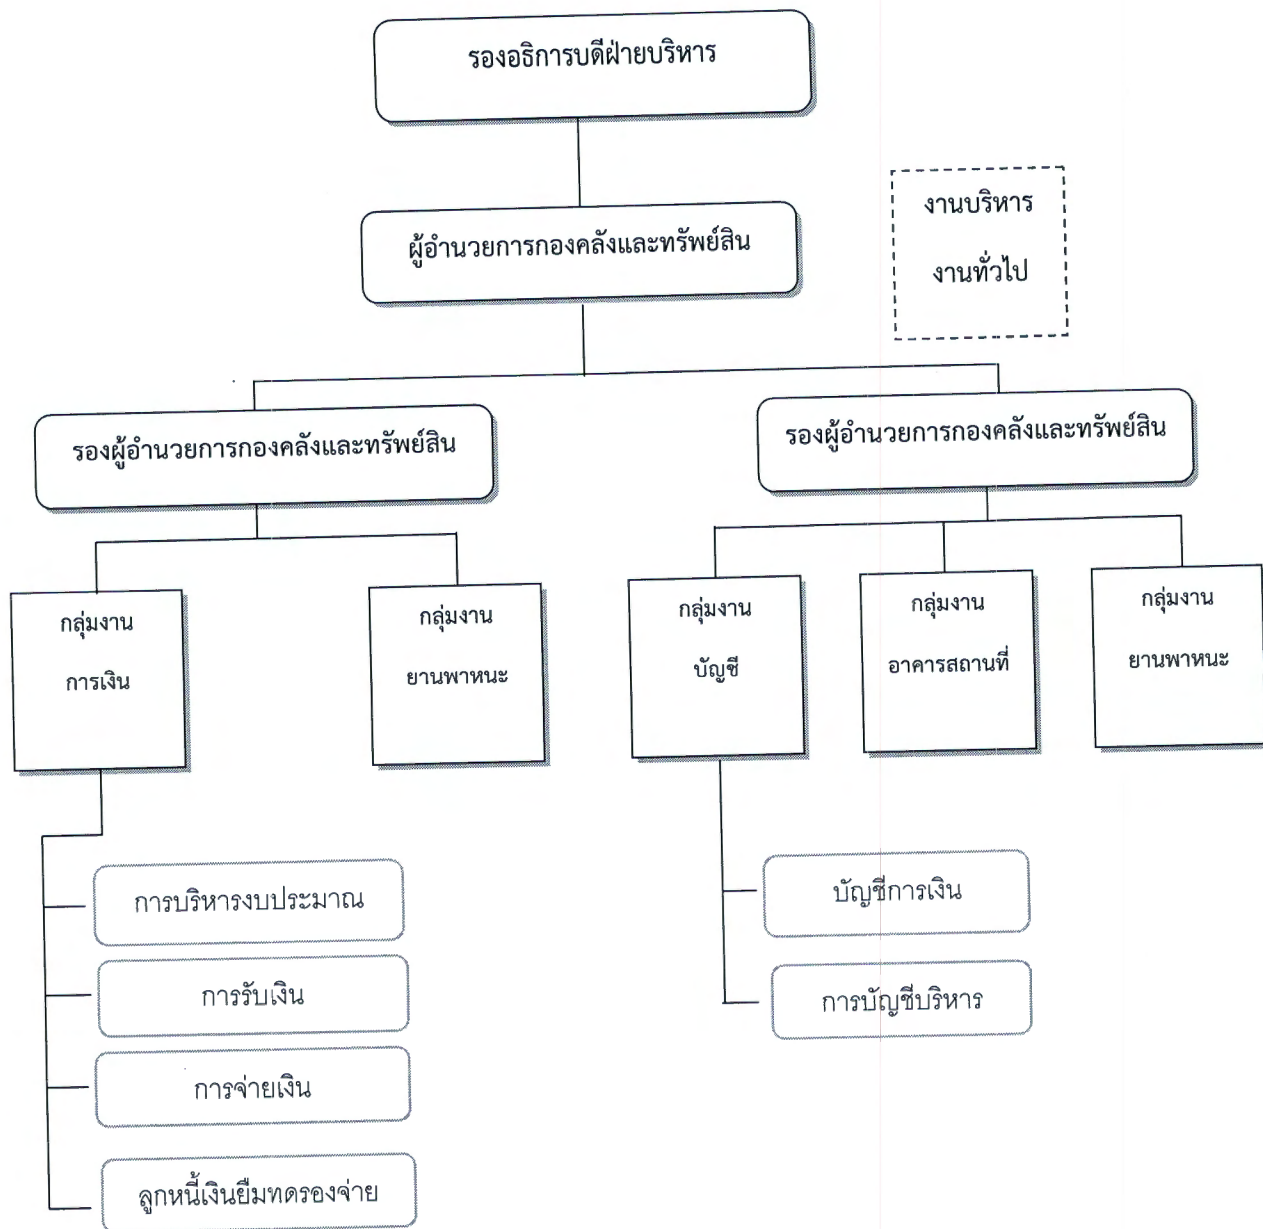 รองอธิการบดีฝ่ายบริหาร
ผู้อำนวยการกองคลังและทรัพย์สิน
งานบริหาร
งานทั่วไป
รองผู้อำนวยการกองคลังและทรัพย์สิน
รองผู้อำนวยการกองคลังและทรัพย์สิน
กลุ่มงาน
การเงิน
กลุ่มงาน
ยานพาหนะ
กลุ่มงาน
บัญชี
กลุ่มงาน
อาคารสถานที่
กลุ่มงาน
ยานพาหนะ
การบริหารงบประมาณ
การรับเงิน
การจ่ายเงิน
ลูกหนี้เงินยืมทดรองจ่าย
บัญชีการเงิน
การบัญชีบริหาร